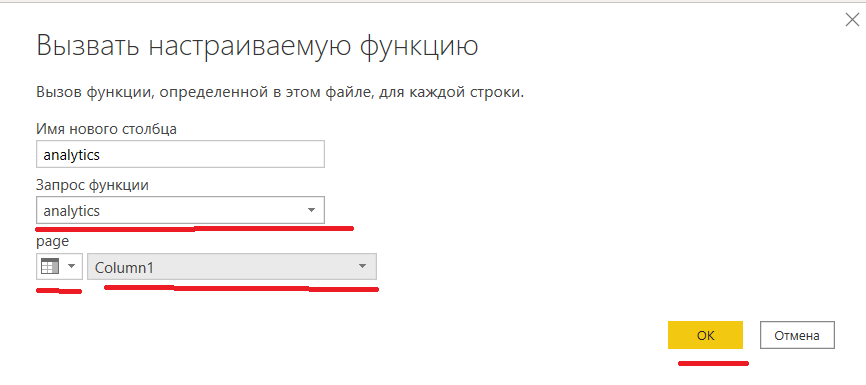 Вызвать настраиваемую функцию
Вызов функции, определенной в этом файле, для каждой строки.
Имя нового столбца
analytics
Запрос функции
analytics
page
Column1
ОК
Отмена